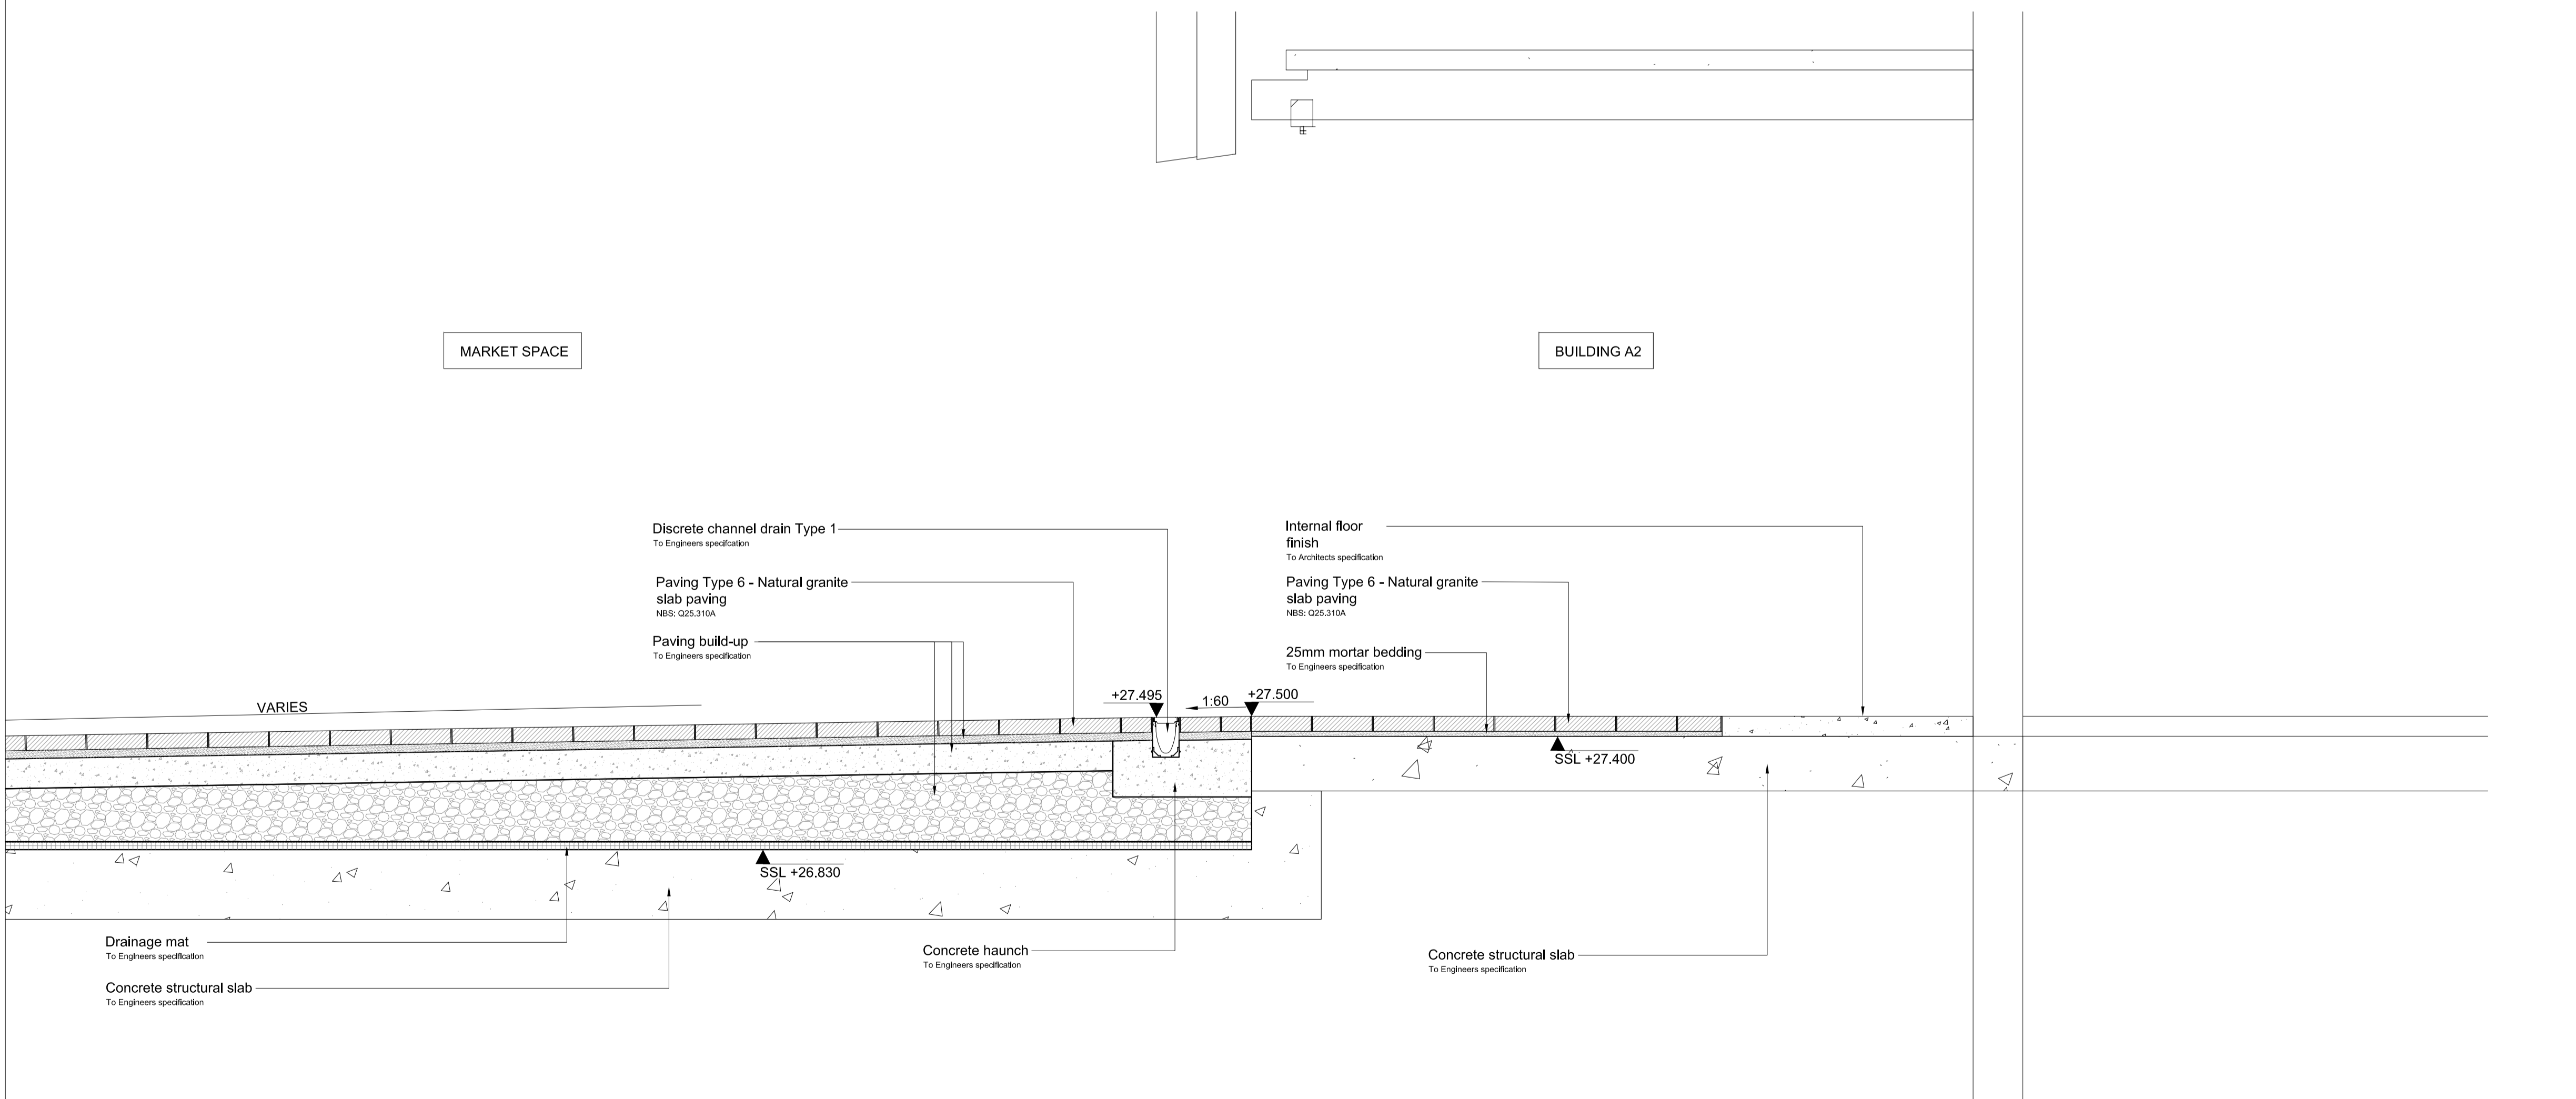 MARKET SPACE
BUILDING A2
Discrete channel drain Type 1
To Engineers specifcation
Paving Type 6 - Natural granite
slab paving
NBS: Q25.310A
Paving build-up
To Engineers specification
Internal floor
finish
To Architects specification
Paving Type 6 - Natural granite
slab paving
NBS: Q25.310A
25mm mortar bedding
To Engineers specification
VARIES
+27.495
1:60
+27.500
SSL +27.400
SSL +26.830
Drainage mat
To Engineers specification
Concrete structural slab
To Engineers specification
Concrete haunch
To Engineers specification
Concrete structural slab
To Engineers specification